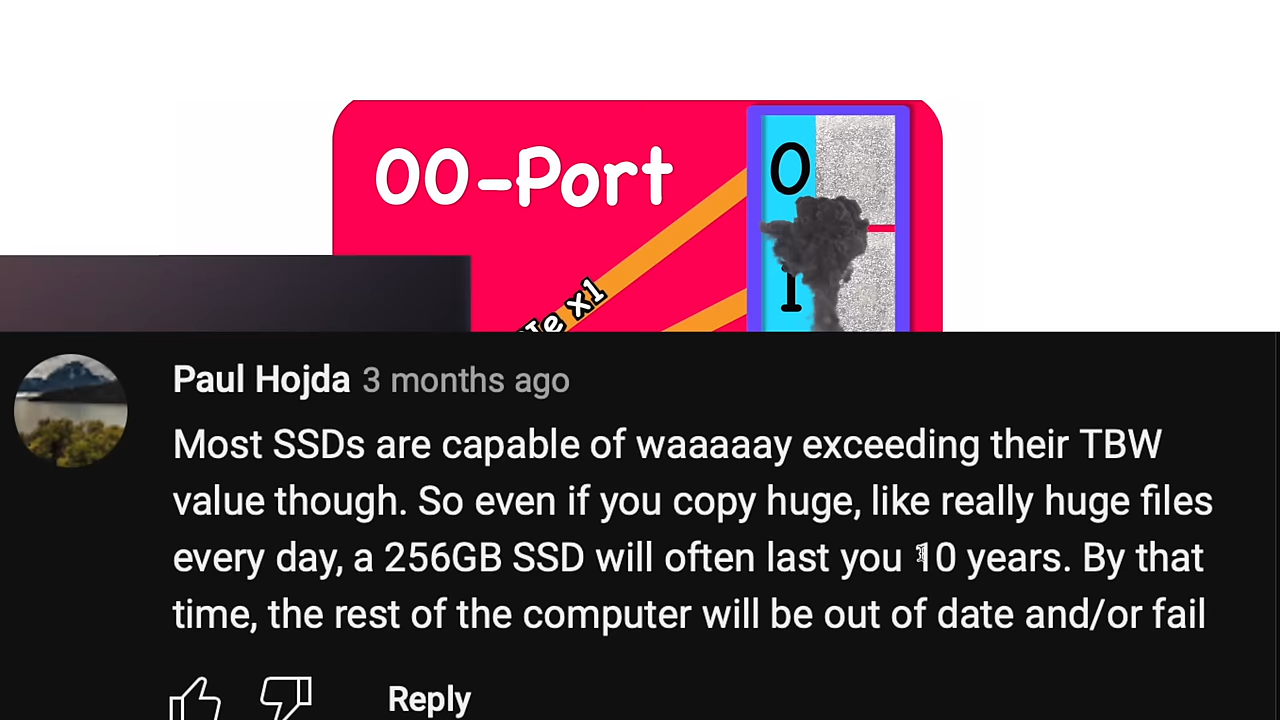 00-Port
0
x1
1
Paul Hojda 3 months ago
Most SSDs are capable of waaaaay exceeding their TBW
value though. So even if you copy huge, like really huge files
every day, a 256GB SSD will often last you 10 years. By that
time, the rest of the computer will be out of date and/or fail
Reply